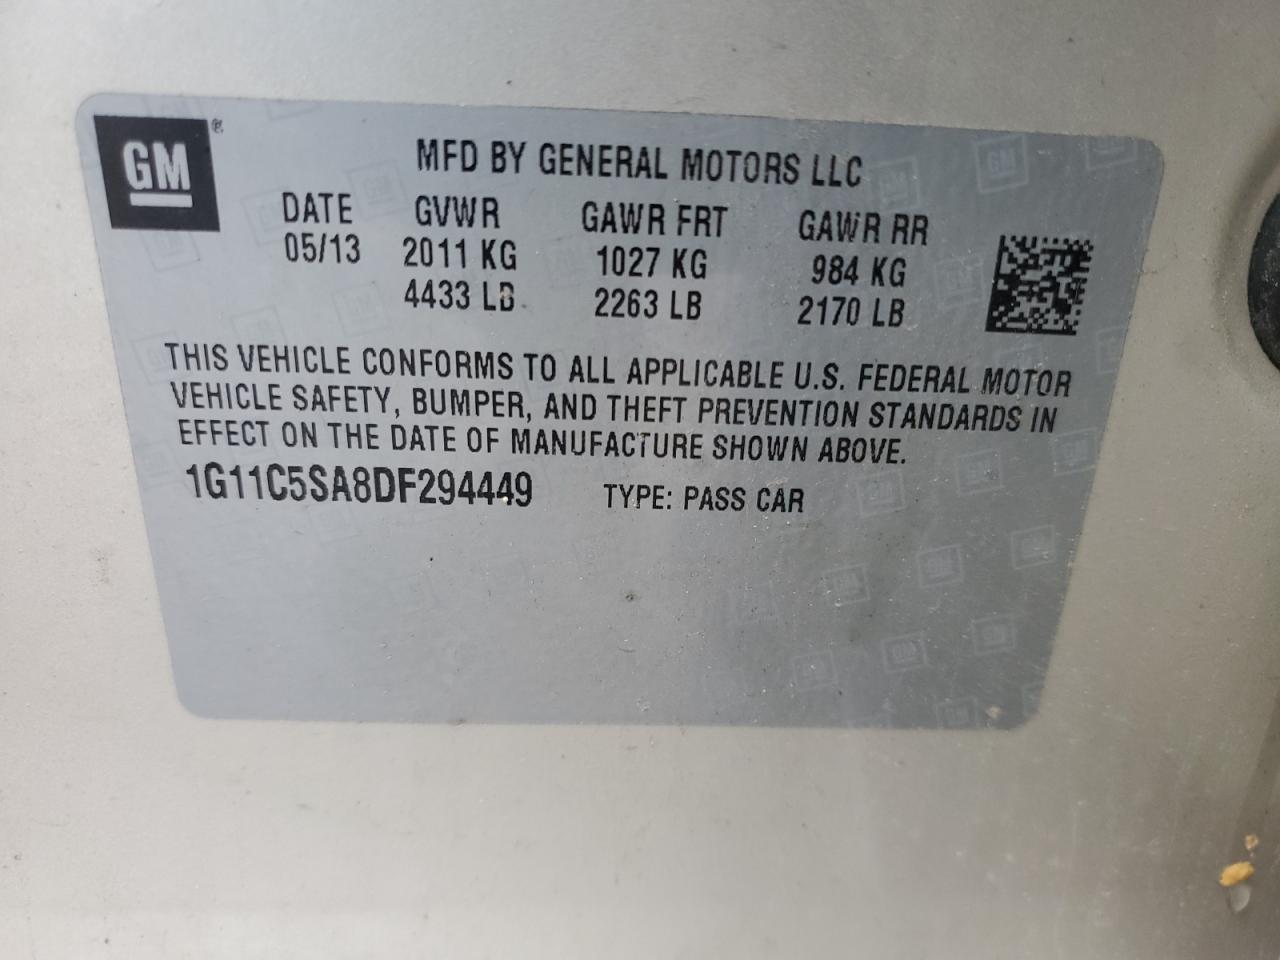 GM®
MFD BY GENERAL MOTORS LLC
DATE GVWR GAWR FRT GAWR RR
05/13 2011 KG 1027 KG 984 KG
4433 LB 2263 LB 2170 LB
THIS VEHICLE CONFORMS TO ALL APPLICABLE U.S. FEDERAL MOTOR
VEHICLE SAFETY, BUMPER, AND THEFT PREVENTION STANDARDS IN
EFFECT ON THE DATE OF MANUFACTURE SHOWN ABOVE.
1G11C5SA8DF294449 TYPE: PASS CAR